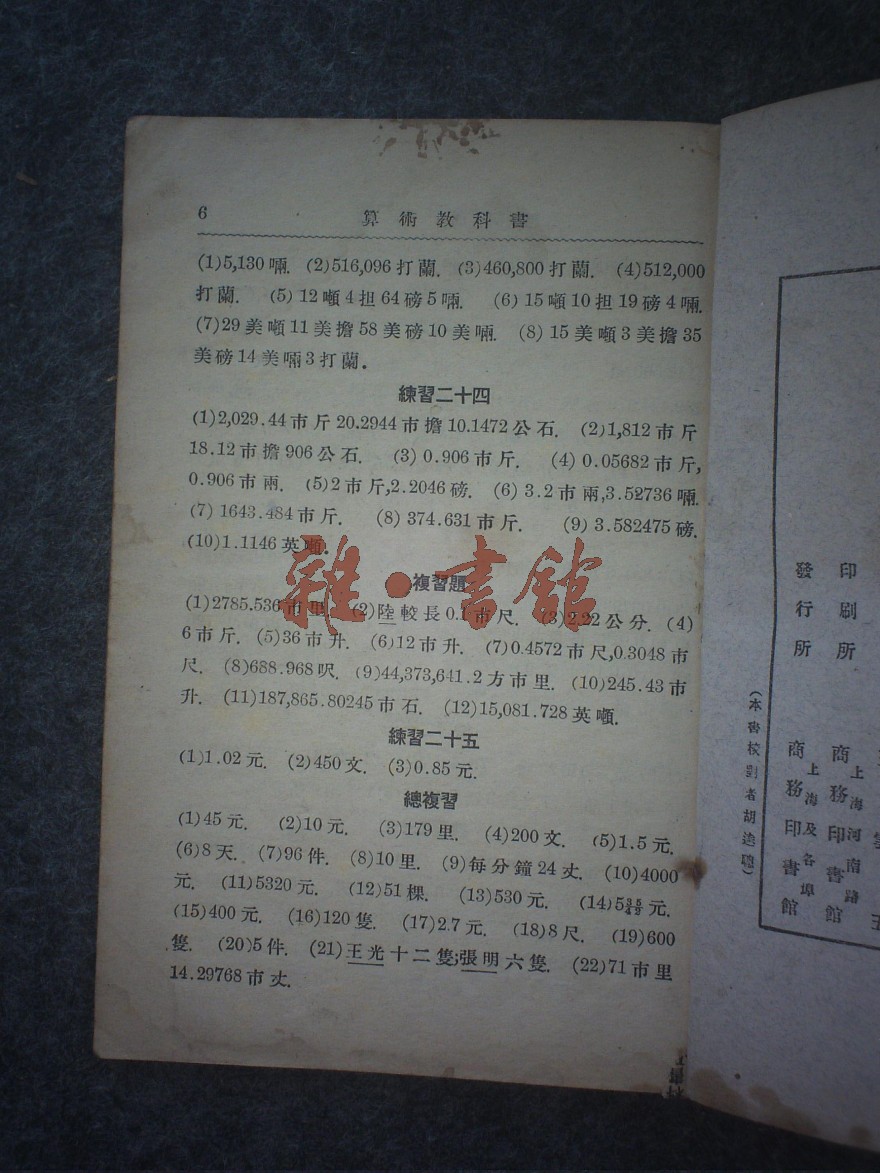 6
算術教科書
(1)5,130啢. (2)516,096打蘭. (3)460,800打蘭. (4)512,000
打蘭. (5)12噸4担64磅5啢. (6)15噸10担19磅4啢.
(7)29美噸11美擔58美磅10美啢. (8)15美噸3美擔35
美磅14美啢3打蘭.
練習二十四
(1)2,029.44市斤20.2944市擔10.1472公石. (2)1,812市斤
18.12市擔906公石. (3)0.906市斤. (4)0.05682市斤,
0.906市兩. (5)2市斤,2.2046磅. (6)3.2市兩,3.52736啢.
(7)1643.484市斤. (8)374.631市斤. (9)3.582475磅.
(10)1.1146英噸.
複習題
(1)2785.536市里. (2)陸較長0.市尺. (3)2.22公分. (4)
6市斤. (5)36市升. (6)12市升. (7)0.4572市尺,0.3048市
尺. (8)688.968呎. (9)44,373,641.2方市里. (10)245.43市
升. (11)187,865.80245市石. (12)15,081.728英噸.
練習二十五
(1)1.02元. (2)450文. (3)0.85元.
總複習
(1)45元. (2)10元. (3)179里. (4)200文. (5)1.5元.
(6)8天. (7)96件. (8)10里. (9)每分鐘24丈. (10)4000
元. (11)5320元. (12)51棵. (13)530元. (14)5元.
(15)400元. (16)120隻. (17)2.7元. (18)8尺. (19)600
隻. (20)5件. (21)王光十二隻;張明六隻. (22)71市里
14.29768市丈.
雜·書館
印刷所
商務印書館
上海河南路
發行所
商務印書館
上海及各埠
(本書校對者胡達聰)